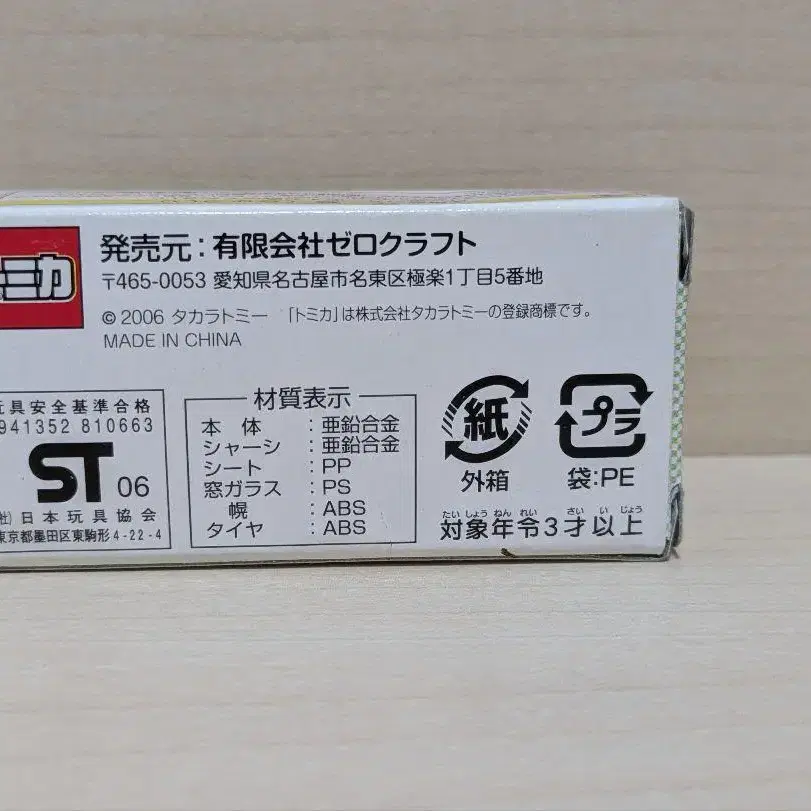 トミカ
発売元：有限会社ゼロクラフト
〒465-0053 愛知県名古屋市名東区極楽1丁目5番地
© 2006 タカラトミー 「トミカ」は株式会社タカラトミーの登録商標です。
MADE IN CHINA
玩具安全基準合格
941352 810663
ST 06
社) 日本玩具協会
東京都墨田区東駒形4-22-4
材質表示
本体：亜鉛合金
シャーシ：亜鉛合金
シート：PP
窓ガラス：PS
幌：ABS
タイヤ：ABS
紙
外箱
プラ
袋：PE
たいしょうねんれい さい いじょう
対象年令3才以上